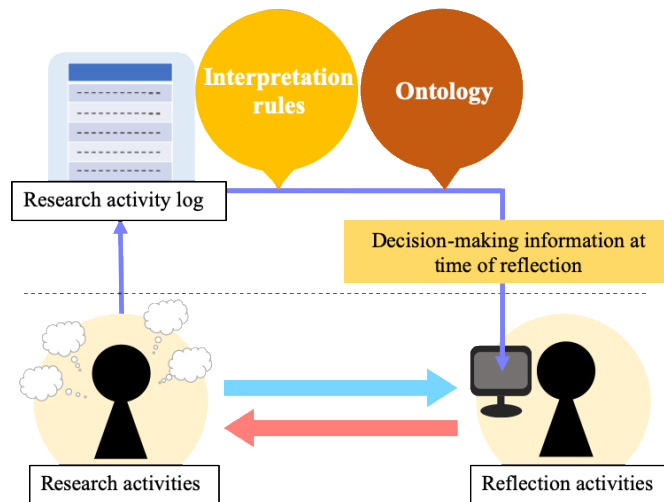 Interpretation
rules
Ontology
Research activity log
Decision-making information at
time of reflection
Research activities
Reflection activities